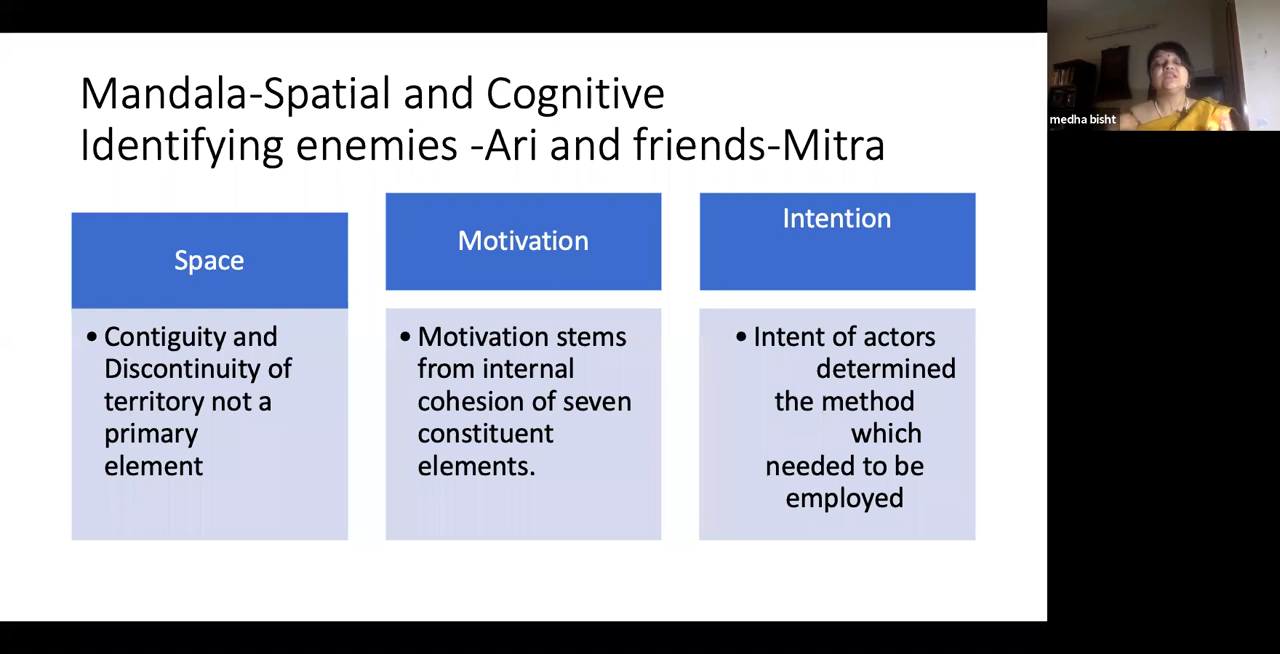 Mandala-Spatial and Cognitive
Identifying enemies -Ari and friends-Mitra
Space
• Contiguity and
Discontinuity of
territory not a
primary
element
Motivation
• Motivation stems
from internal
cohesion of seven
constituent
elements.
Intention
• Intent of actors
determined
the method
which
needed to be
employed
medha bisht